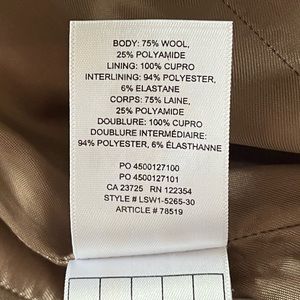 BODY: 75% WOOL,
25% POLYAMIDE
LINING: 100% CUPRO
INTERLINING: 94% POLYESTER,
6% ELASTANE
CORPS: 75% LAINE,
25% POLYAMIDE
DOUBLURE: 100% CUPRO
DOUBLURE INTERMÉDIAIRE:
94% POLYESTER, 6% ÉLASTHANNE
PO 4500127100
PO 4500127101
CA 23725 RN 122354
STYLE # LSW1-5265-30
ARTICLE # 78519